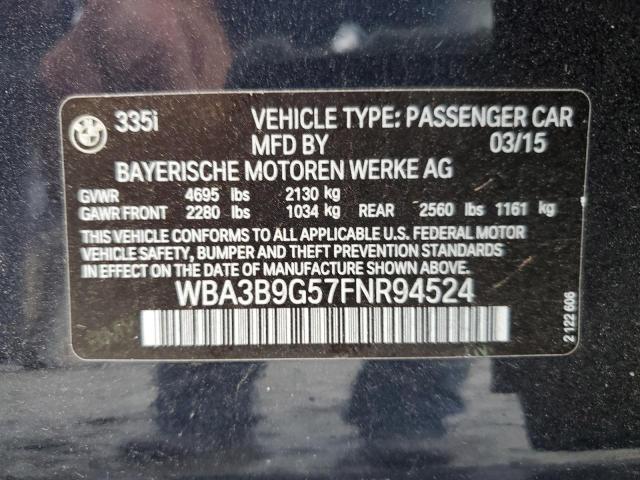 335i VEHICLE TYPE: PASSENGER CAR
MFD BY 03/15
BAYERISCHE MOTOREN WERKE AG
GVWR 4695 lbs 2130 kg
GAWR FRONT 2280 lbs 1034 kg REAR 2560 lbs 1161 kg
THIS VEHICLE CONFORMS TO ALL APPLICABLE U.S. FEDERAL MOTOR
VEHICLE SAFETY, BUMPER AND THEFT PREVENTION STANDARDS
IN EFFECT ON THE DATE OF MANUFACTURE SHOWN ABOVE.
WBA3B9G57FNR94524
2 122 606